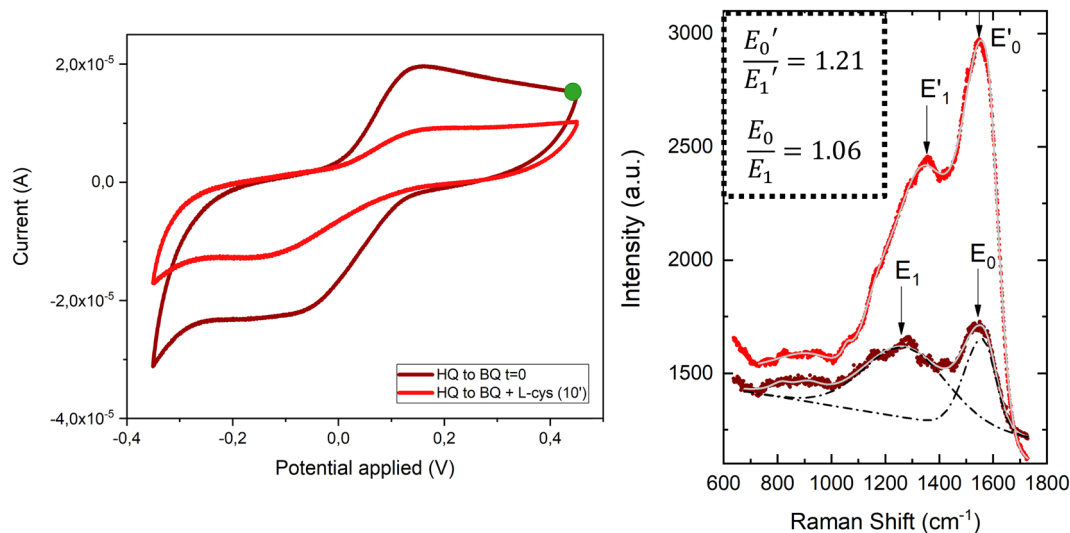 Current (A)
2,0x10-5
0,0
-2,0x10-5
-4,0x10-5
HQ to BQ t=0
HQ to BQ + L-cys (10')
-0,4
-0,2
0,0
0,2
0,4
Potential applied (V)
Intensity (a.u.)
3000
2500
2000
1500
E0'/E1' = 1.21
E0/E1 = 1.06
E'0
E'1
E0
E1
600
800
1000
1200
1400
1600
1800
Raman Shift (cm-1)